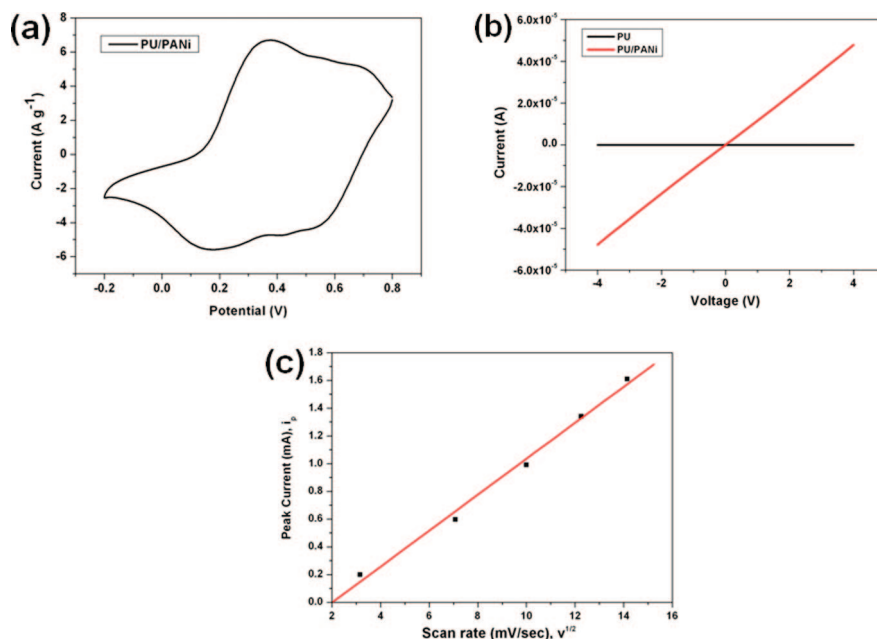 (a)
PU/PANi
8
6
4
2
0
-2
-4
-6
Current (A g⁻¹)
-0.2 0.0 0.2 0.4 0.6 0.8
Potential (V)
(b)
PU
PU/PANi
6.0x10⁻⁵
4.0x10⁻⁵
2.0x10⁻⁵
0.0
-2.0x10⁻⁵
-4.0x10⁻⁵
-6.0x10⁻⁵
Current (A)
-4 -2 0 2 4
Voltage (V)
(c)
1.8
1.6
1.4
1.2
1.0
0.8
0.6
0.4
0.2
0.0
Peak Current (mA), iₚ
2 4 6 8 10 12 14 16
Scan rate (mV/sec), v¹/²